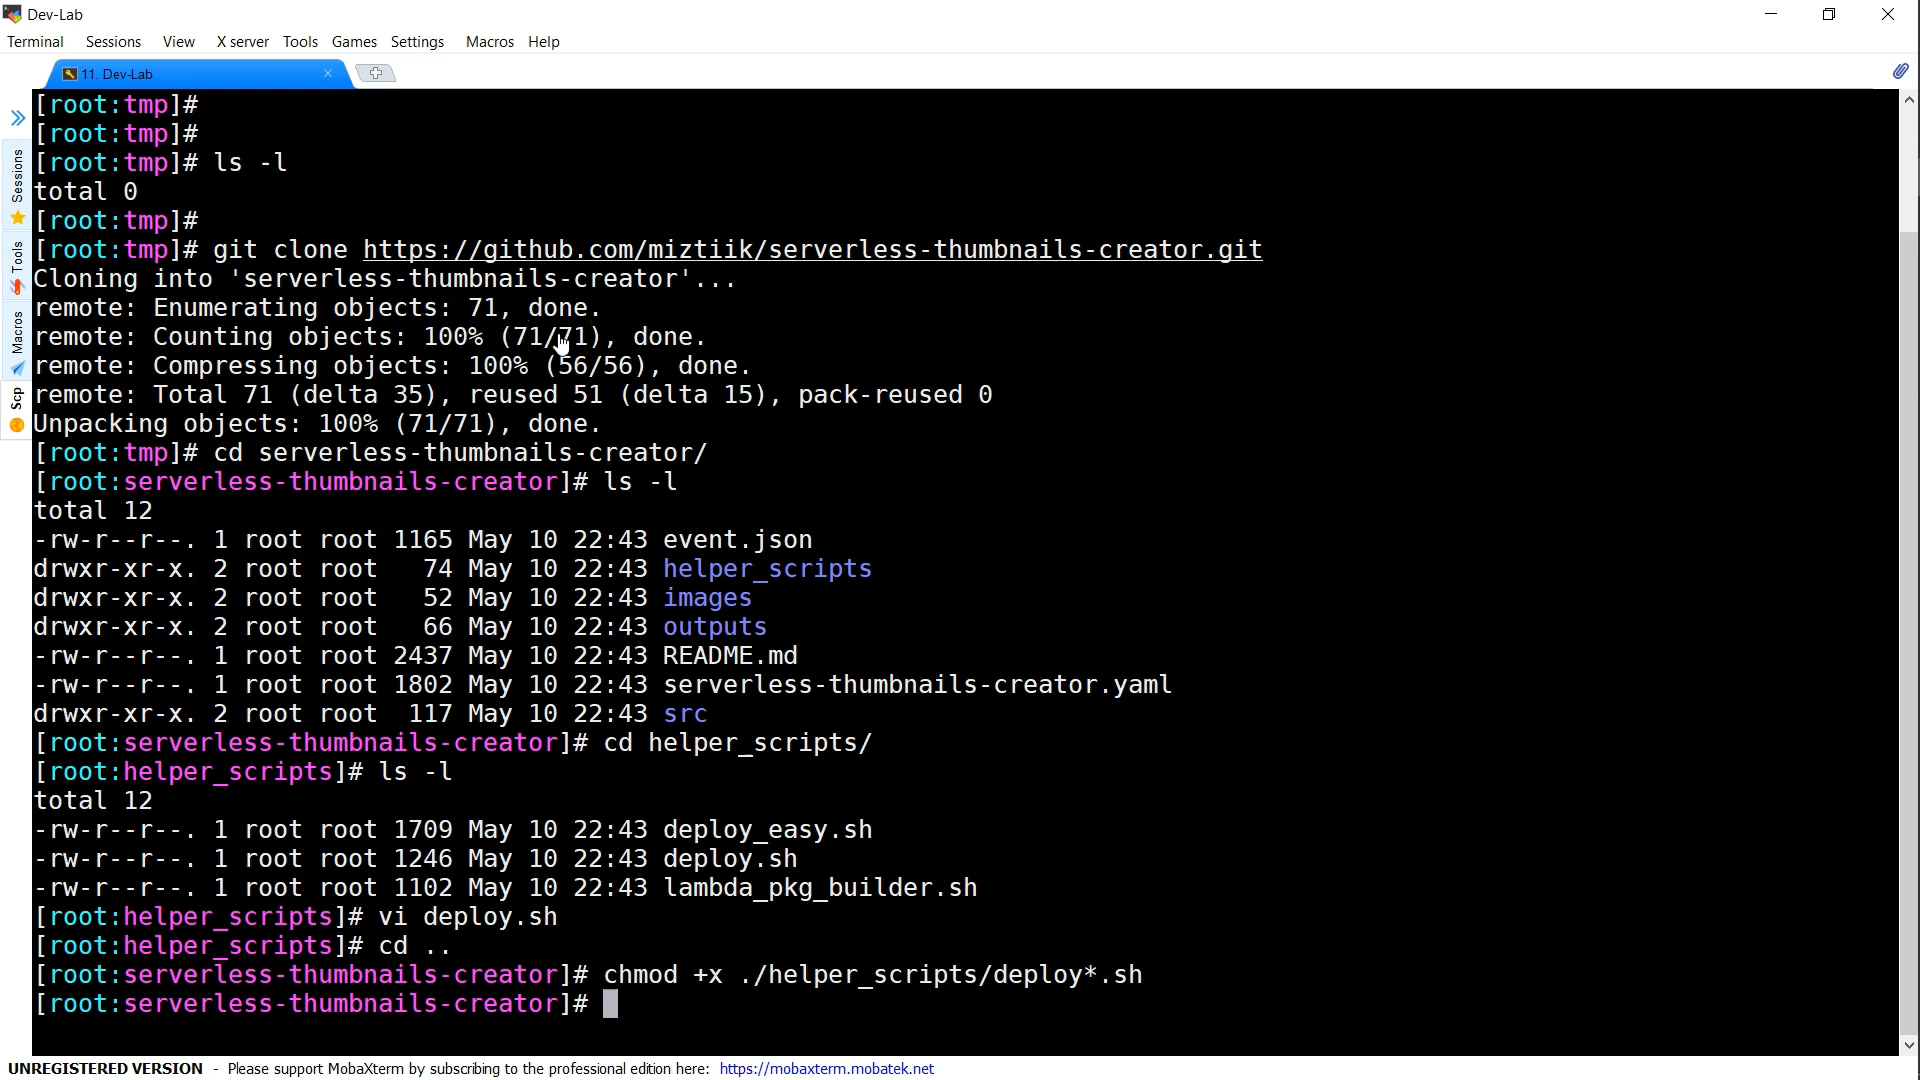 Dev-Lab
Terminal Sessions View X server Tools Games Settings Macros Help
11. Dev-Lab
Sessions
Tools
Macros
Scp
[root:tmp]#
[root:tmp]#
[root:tmp]# ls -l
total 0
[root:tmp]#
[root:tmp]# git clone https://github.com/miztiik/serverless-thumbnails-creator.git
Cloning into 'serverless-thumbnails-creator'...
remote: Enumerating objects: 71, done.
remote: Counting objects: 100% (71/71), done.
remote: Compressing objects: 100% (56/56), done.
remote: Total 71 (delta 35), reused 51 (delta 15), pack-reused 0
Unpacking objects: 100% (71/71), done.
[root:tmp]# cd serverless-thumbnails-creator/
[root:serverless-thumbnails-creator]# ls -l
total 12
-rw-r--r--. 1 root root 1165 May 10 22:43 event.json
drwxr-xr-x. 2 root root   74 May 10 22:43 helper_scripts
drwxr-xr-x. 2 root root   52 May 10 22:43 images
drwxr-xr-x. 2 root root   66 May 10 22:43 outputs
-rw-r--r--. 1 root root 2437 May 10 22:43 README.md
-rw-r--r--. 1 root root 1802 May 10 22:43 serverless-thumbnails-creator.yaml
drwxr-xr-x. 2 root root  117 May 10 22:43 src
[root:serverless-thumbnails-creator]# cd helper_scripts/
[root:helper_scripts]# ls -l
total 12
-rw-r--r--. 1 root root 1709 May 10 22:43 deploy_easy.sh
-rw-r--r--. 1 root root 1246 May 10 22:43 deploy.sh
-rw-r--r--. 1 root root 1102 May 10 22:43 lambda_pkg_builder.sh
[root:helper_scripts]# vi deploy.sh
[root:helper_scripts]# cd ..
[root:serverless-thumbnails-creator]# chmod +x ./helper_scripts/deploy*.sh
[root:serverless-thumbnails-creator]#
UNREGISTERED VERSION - Please support MobaXterm by subscribing to the professional edition here: https://mobaxterm.mobatek.net